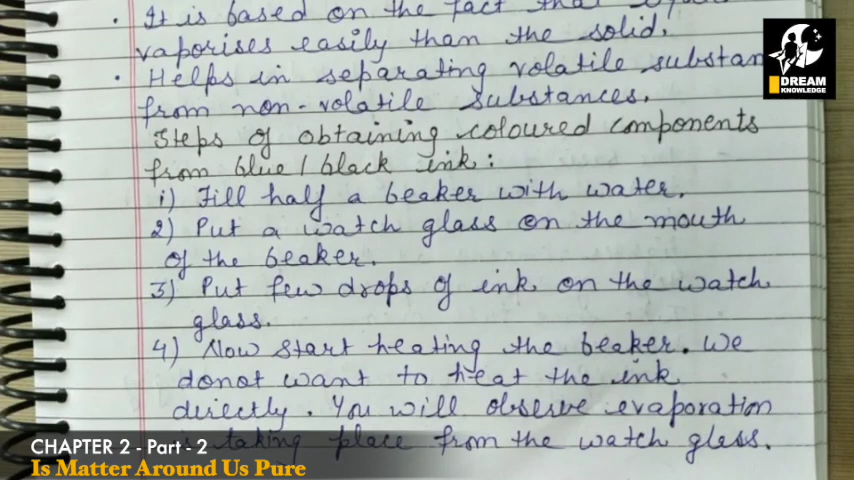 • It is based on the fact that
vaporises easily than the solid.
• Helps in separating volatile substan
from non-volatile substances.
Steps of obtaining coloured components
from blue/black ink:
1) Fill half a beaker with water.
2) Put a watch glass on the mouth
of the beaker.
3) Put few drops of ink on the watch
glass.
4) Now start heating the beaker. We
donot want to heat the ink
directly. You will observe evaporation
is taking place from the watch glass.
DREAM
KNOWLEDGE
CHAPTER 2 - Part - 2
Is Matter Around Us Pure